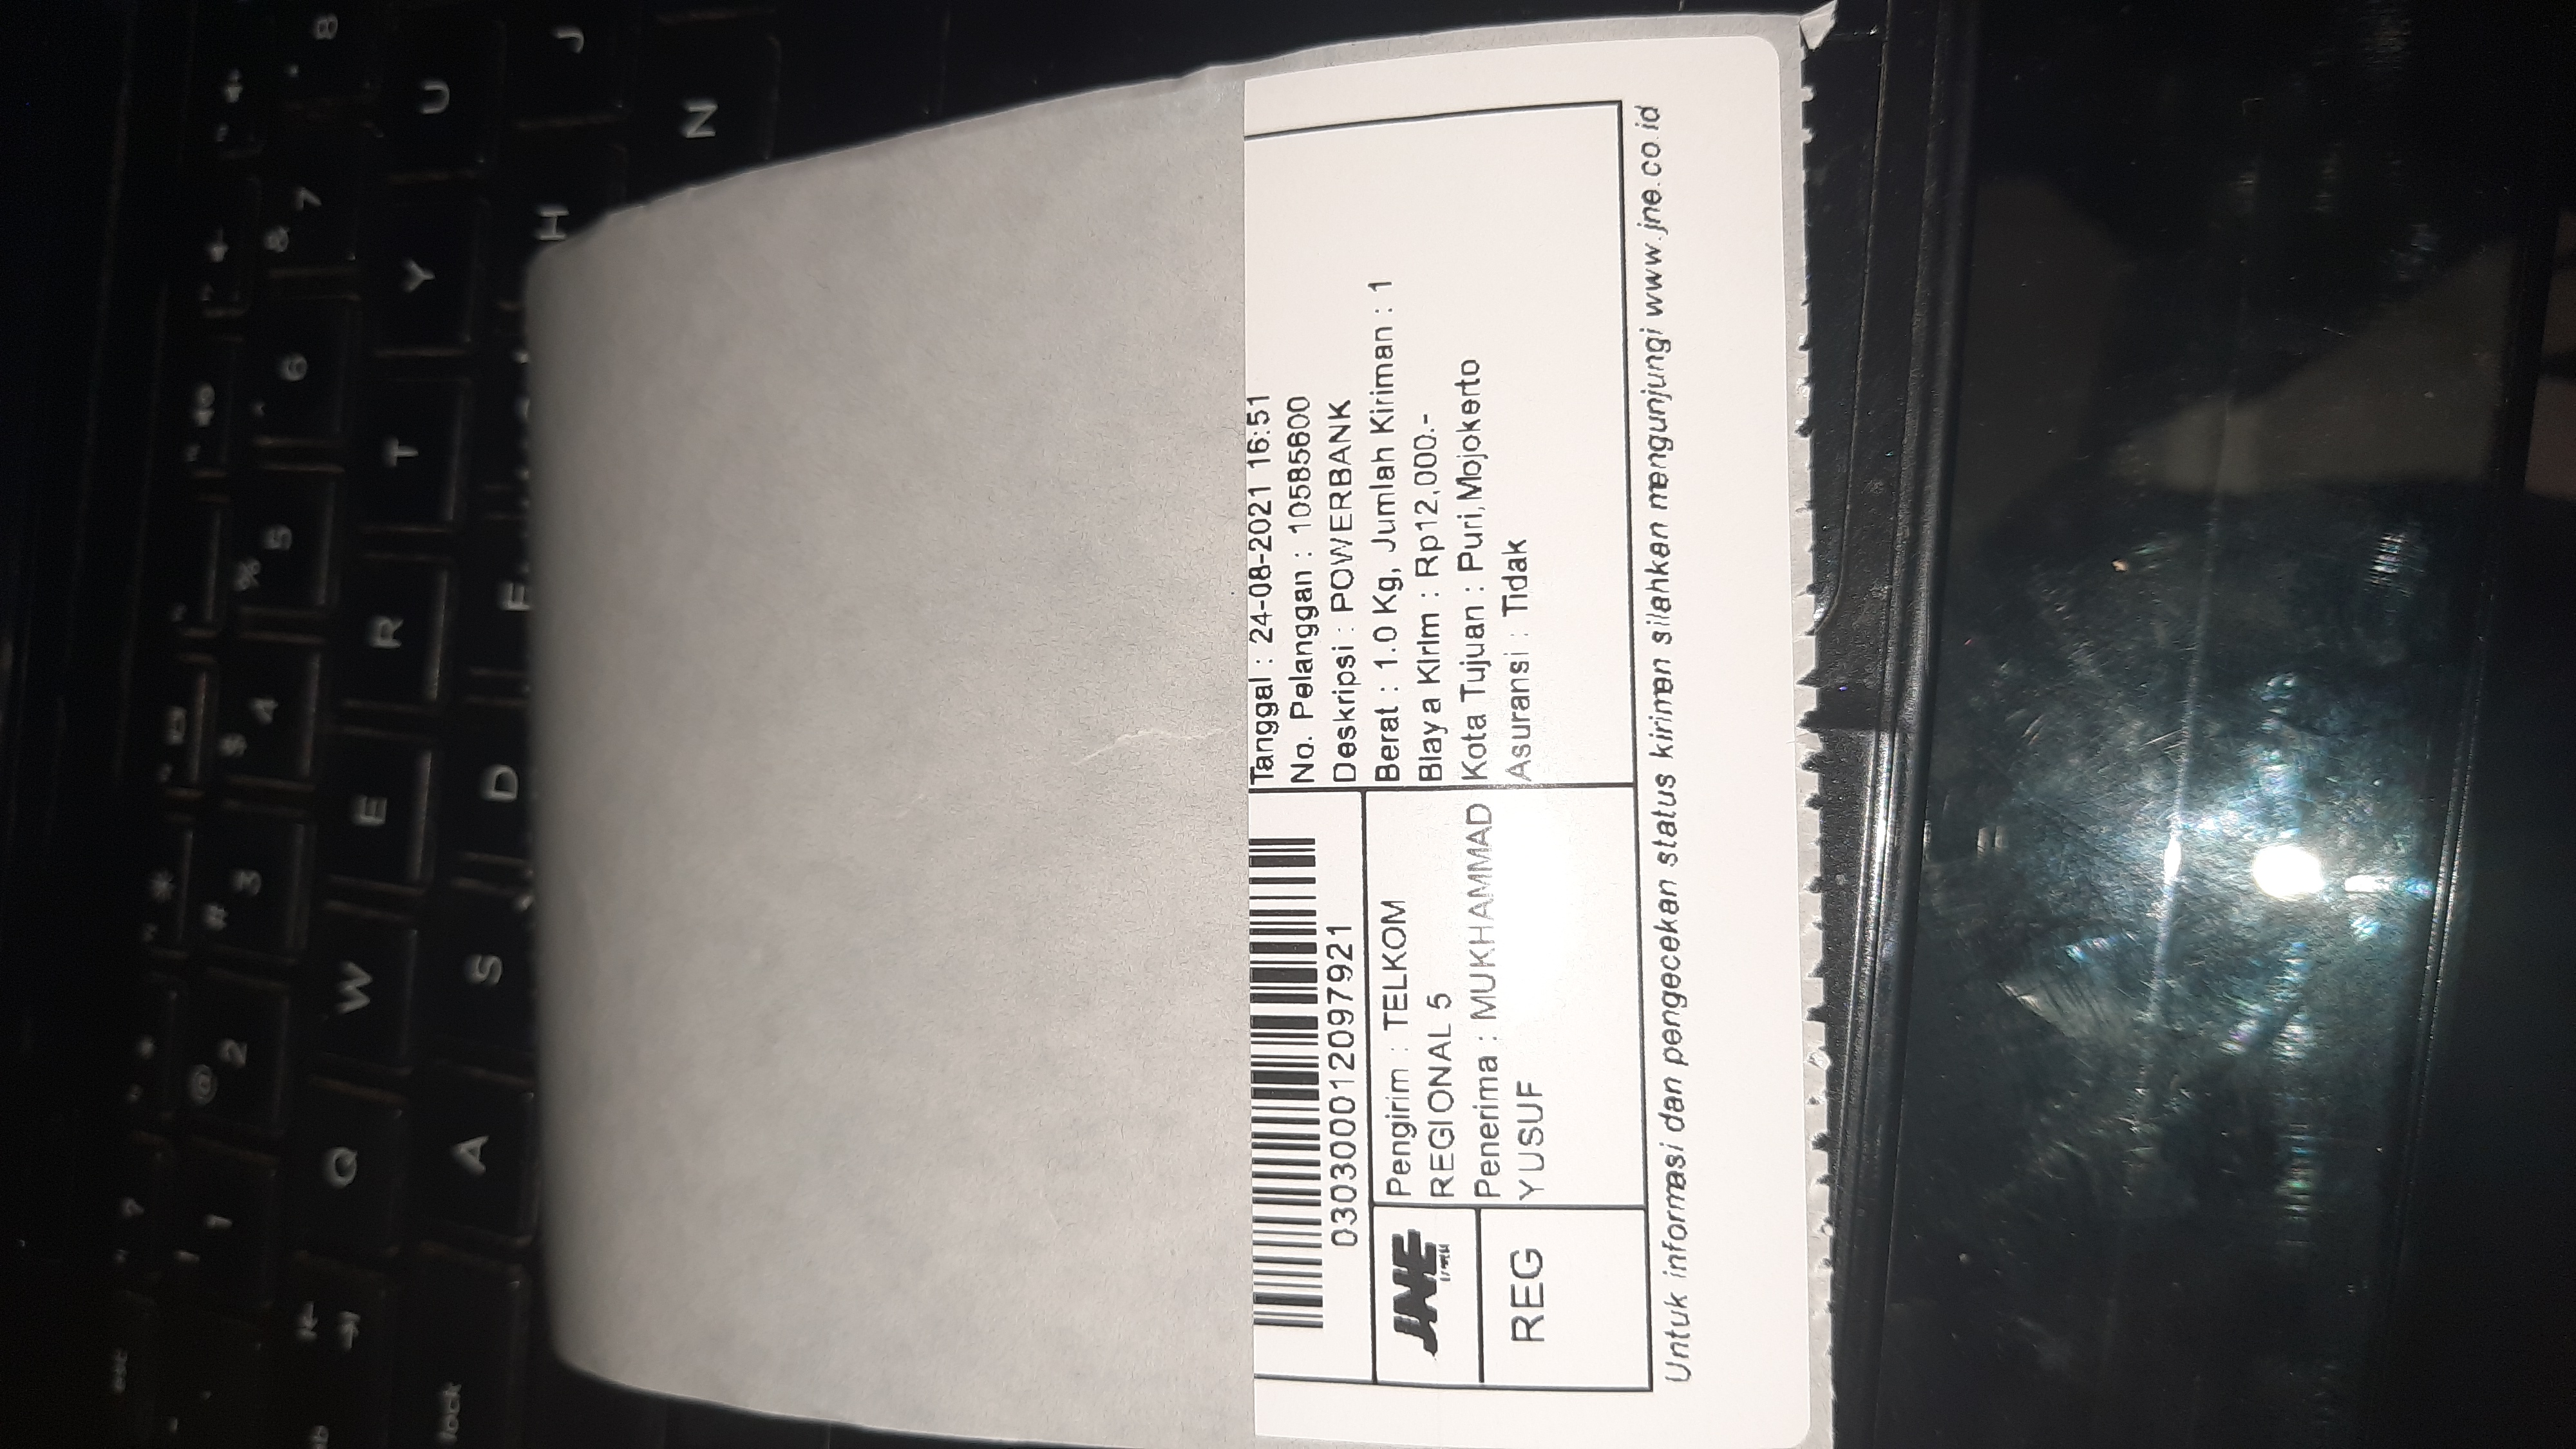 esc
1 2 3 4 5 6 7 8
! @ # $ % ^ &
Q W E R T Y U
lock A S D H J
N
Tanggal : 24-08-2021 16:51
No. Pelanggan : 10585600
Deskripsi : POWERBANK
Berat : 1.0 Kg, Jumlah Kiriman : 1
Biaya Kirim : Rp12,000.-
Kota Tujuan : Puri,Mojokerto
Asuransi : Tidak
030300012097921
JNE
REG
Pengirim : TELKOM
REGIONAL 5
Penerima : MUKHAMMAD
YUSUF
Untuk informasi dan pengecekan status kiriman silahkan mengunjungi www.jne.co.id